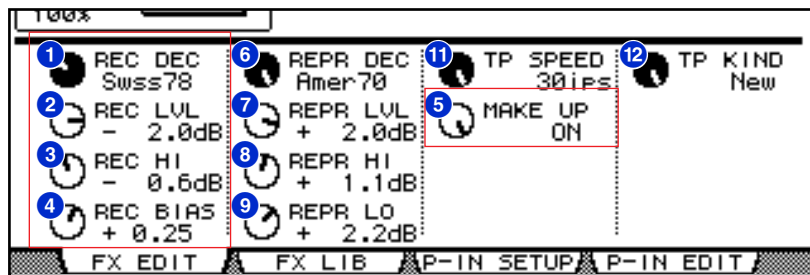 100%
1 REC DEC
Swss78
2 REC LVL
- 2.0dB
3 REC HI
- 0.6dB
4 REC BIAS
+ 0.25
6 REPR DEC
Amer70
7 REPR LVL
+ 2.0dB
8 REPR HI
+ 1.1dB
9 REPR LO
+ 2.2dB
11 TP SPEED
30ips
5 MAKE UP
ON
12 TP KIND
New
FX EDIT
FX LIB
P-IN SETUP
P-IN EDIT